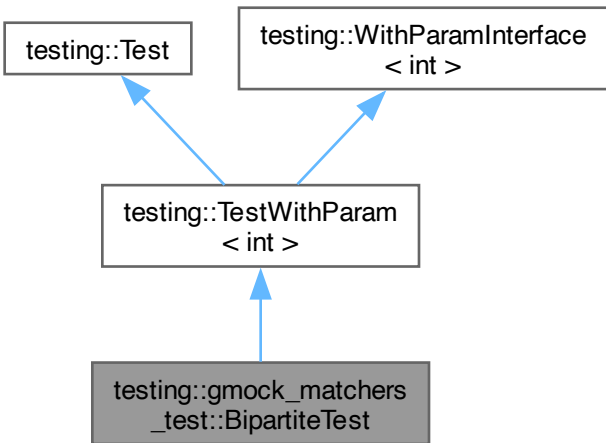 testing::Test
testing::WithParamInterface
< int >
testing::TestWithParam
< int >
testing::gmock_matchers
_test::BipartiteTest